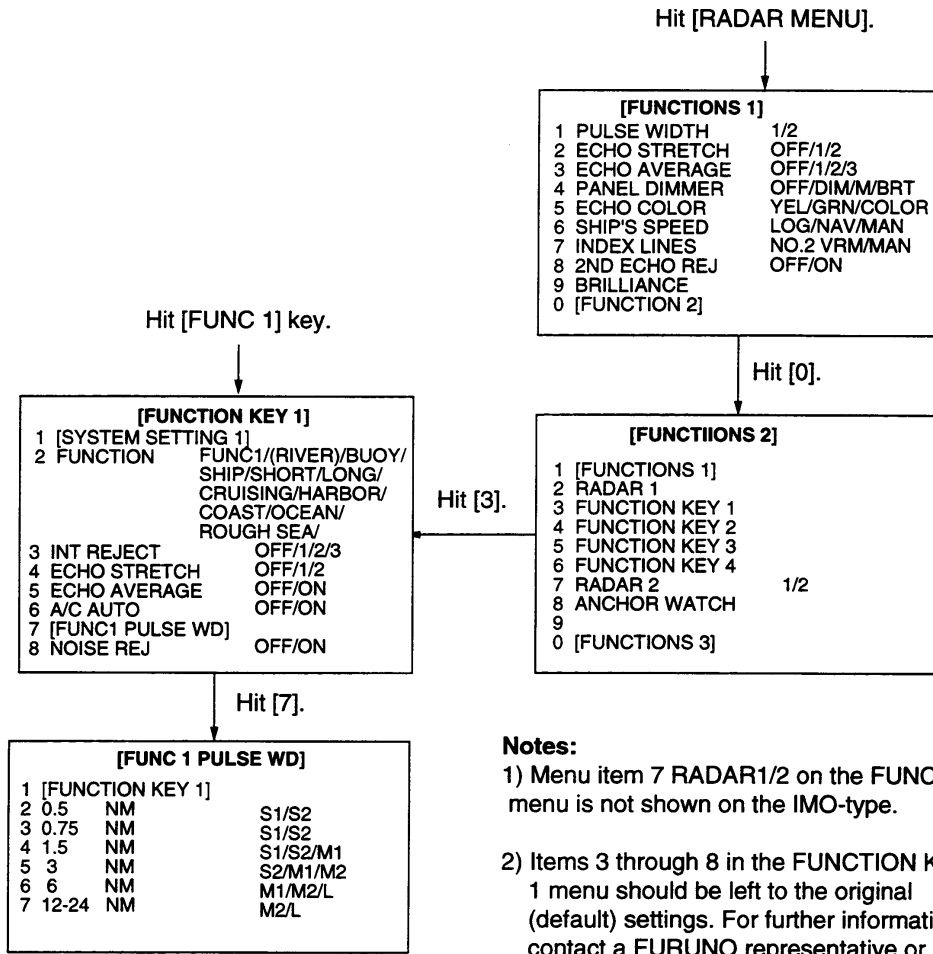 Hit [RADAR MENU].
[FUNCTIONS 1]
1 PULSE WIDTH 1/2
2 ECHO STRETCH OFF/1/2
3 ECHO AVERAGE OFF/1/2/3
4 PANEL DIMMER OFF/DIM/M/BRT
5 ECHO COLOR YEL/GRN/COLOR
6 SHIP'S SPEED LOG/NAV/MAN
7 INDEX LINES NO.2 VRM/MAN
8 2ND ECHO REJ OFF/ON
9 BRILLIANCE
0 [FUNCTION 2]
Hit [0].
[FUNCTIIONS 2]
1 [FUNCTIONS 1]
2 RADAR 1
3 FUNCTION KEY 1
4 FUNCTION KEY 2
5 FUNCTION KEY 3
6 FUNCTION KEY 4
7 RADAR 2 1/2
8 ANCHOR WATCH
9
0 [FUNCTIONS 3]
Hit [3].
Hit [FUNC 1] key.
[FUNCTION KEY 1]
1 [SYSTEM SETTING 1]
2 FUNCTION FUNC1/(RIVER)/BUOY/
SHIP/SHORT/LONG/
CRUISING/HARBOR/
COAST/OCEAN/
ROUGH SEA/
3 INT REJECT OFF/1/2/3
4 ECHO STRETCH OFF/1/2
5 ECHO AVERAGE OFF/ON
6 A/C AUTO OFF/ON
7 [FUNC1 PULSE WD]
8 NOISE REJ OFF/ON
Hit [7].
[FUNC 1 PULSE WD]
1 [FUNCTION KEY 1]
2 0.5 NM S1/S2
3 0.75 NM S1/S2
4 1.5 NM S1/S2/M1
5 3 NM S2/M1/M2
6 6 NM M1/M2/L
7 12-24 NM M2/L
Notes:
1) Menu item 7 RADAR1/2 on the FUNC
menu is not shown on the IMO-type.
2) Items 3 through 8 in the FUNCTION K
1 menu should be left to the original
(default) settings. For further informati
contact a FURUNO representative or